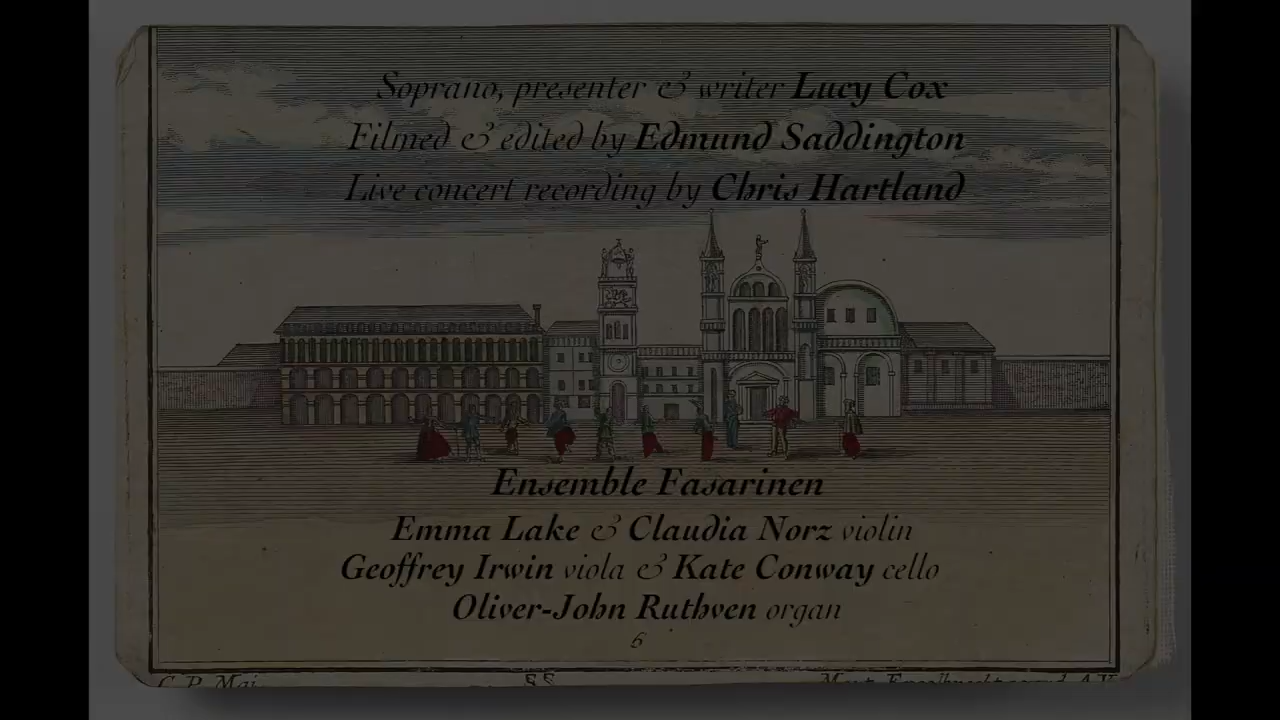 Soprano, presenter & writer Lucy Cox
Filmed & edited by Edmund Saddington
Live concert recording by Chris Hartland
Ensemble Fasarinen
Emma Lake & Claudia Norz violin
Geoffrey Irwin viola & Kate Conway cello
Oliver-John Ruthven organ
6
C. P. Maj.